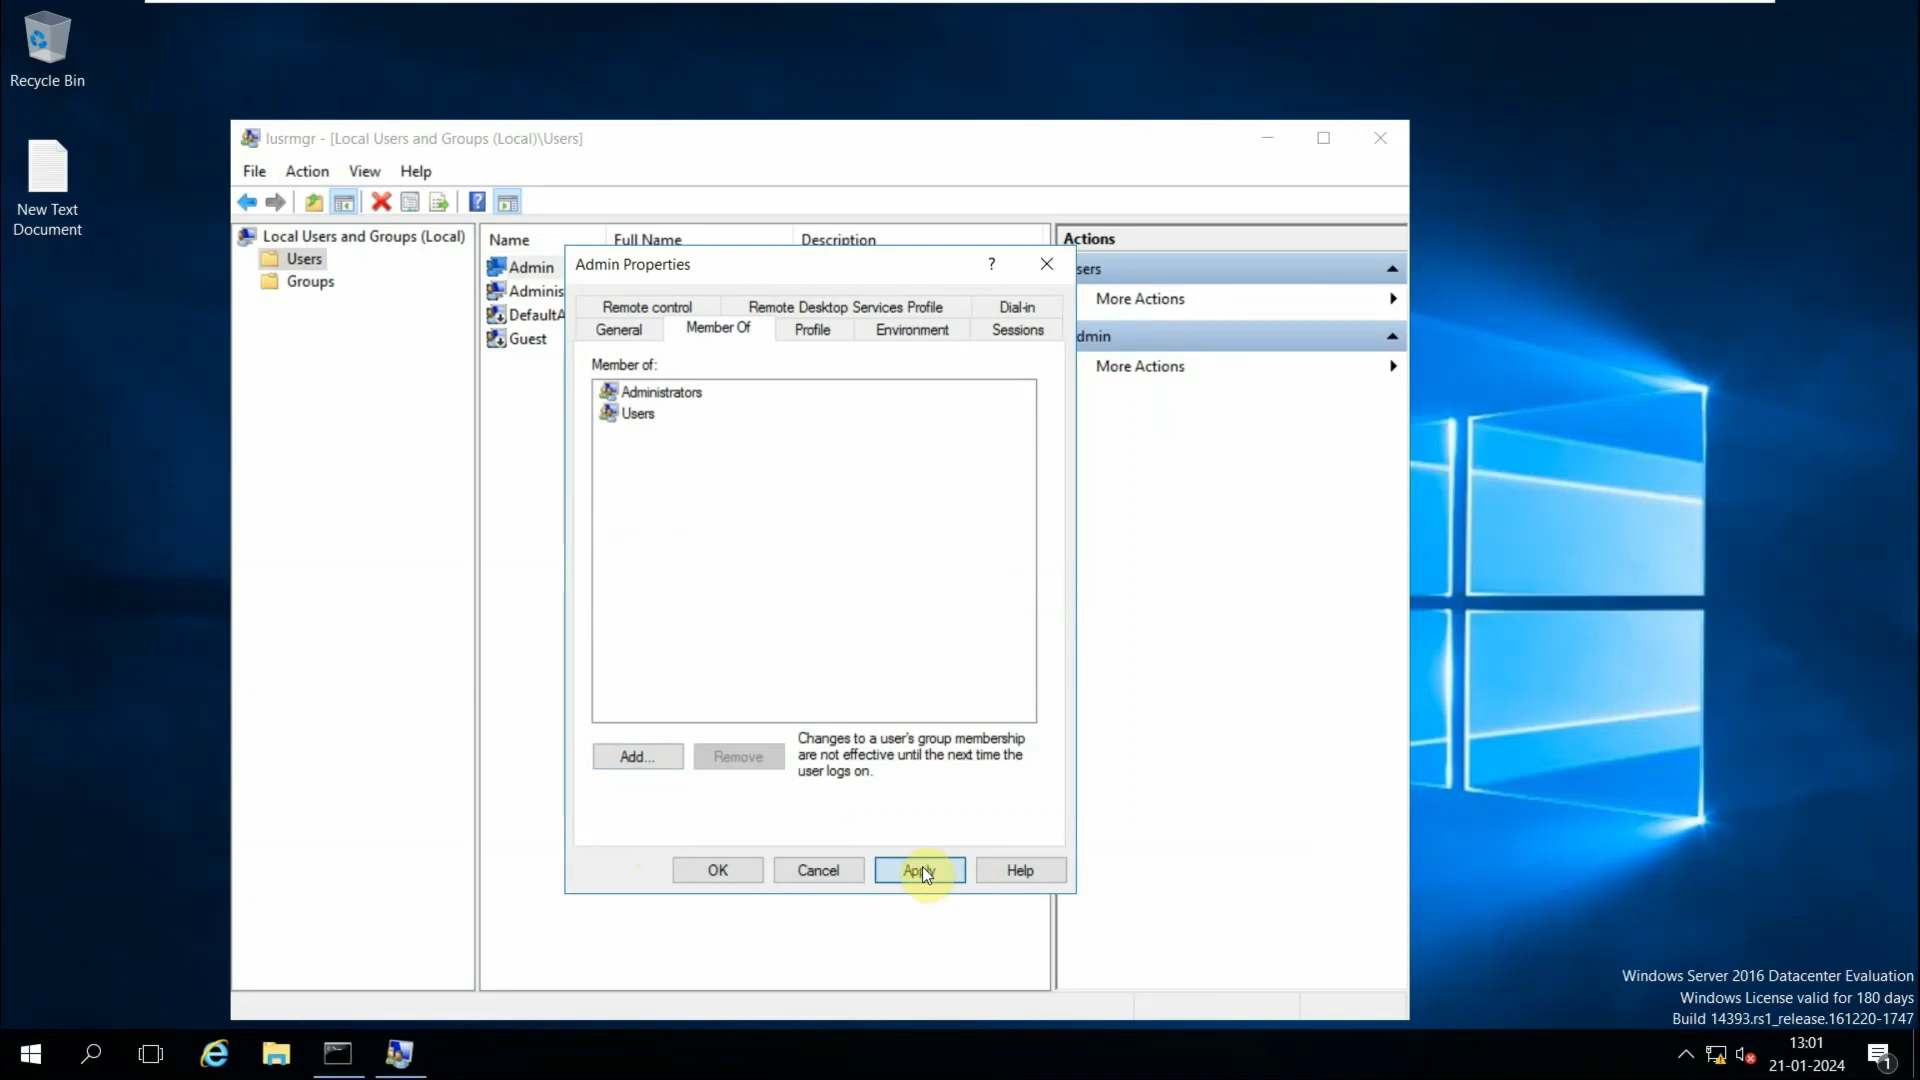 Recycle Bin
New Text
Document
lusrmgr - [Local Users and Groups (Local)\Users]
File Action View Help
Local Users and Groups (Local)
Users
Groups
Name Full Name Description
Admin
Adminis
DefaultA
Guest
Actions
sers
More Actions
dmin
More Actions
Admin Properties ?
Remote control Remote Desktop Services Profile Dial-in
General Member Of Profile Environment Sessions
Member of:
Administrators
Users
Add... Remove
Changes to a user's group membership
are not effective until the next time the
user logs on.
OK Cancel Apply Help
Windows Server 2016 Datacenter Evaluation
Windows License valid for 180 days
Build 14393.rs1_release.161220-1747
13:01
21-01-2024
1